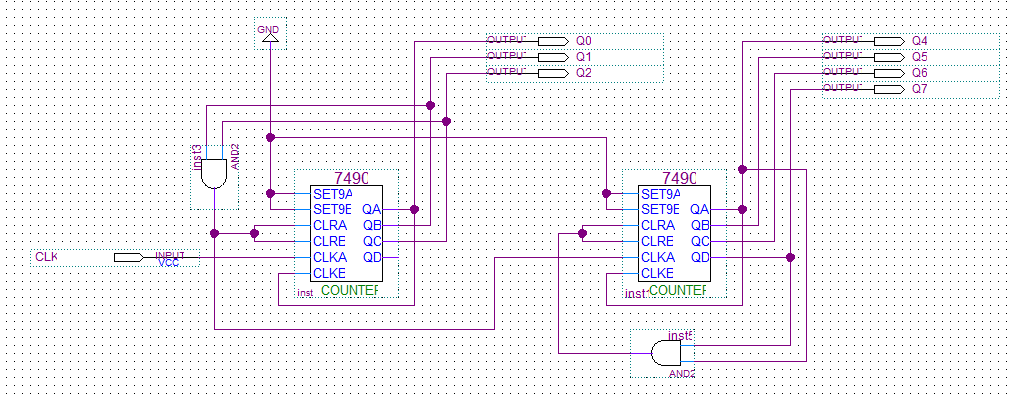 GND
OUTPUT Q0
OUTPUT Q1
OUTPUT Q2
OUTPUT Q4
OUTPUT Q5
OUTPUT Q6
OUTPUT Q7
inst3
AND2
7490
SET9A
SET9B QA
CLRA QB
CLRB QC
CLKA QD
CLKB
inst COUNTER
7490
SET9A
SET9B QA
CLRA QB
CLRB QC
CLKA QD
CLKB
inst1 COUNTER
CLK INPUT
VCC
inst5
AND2